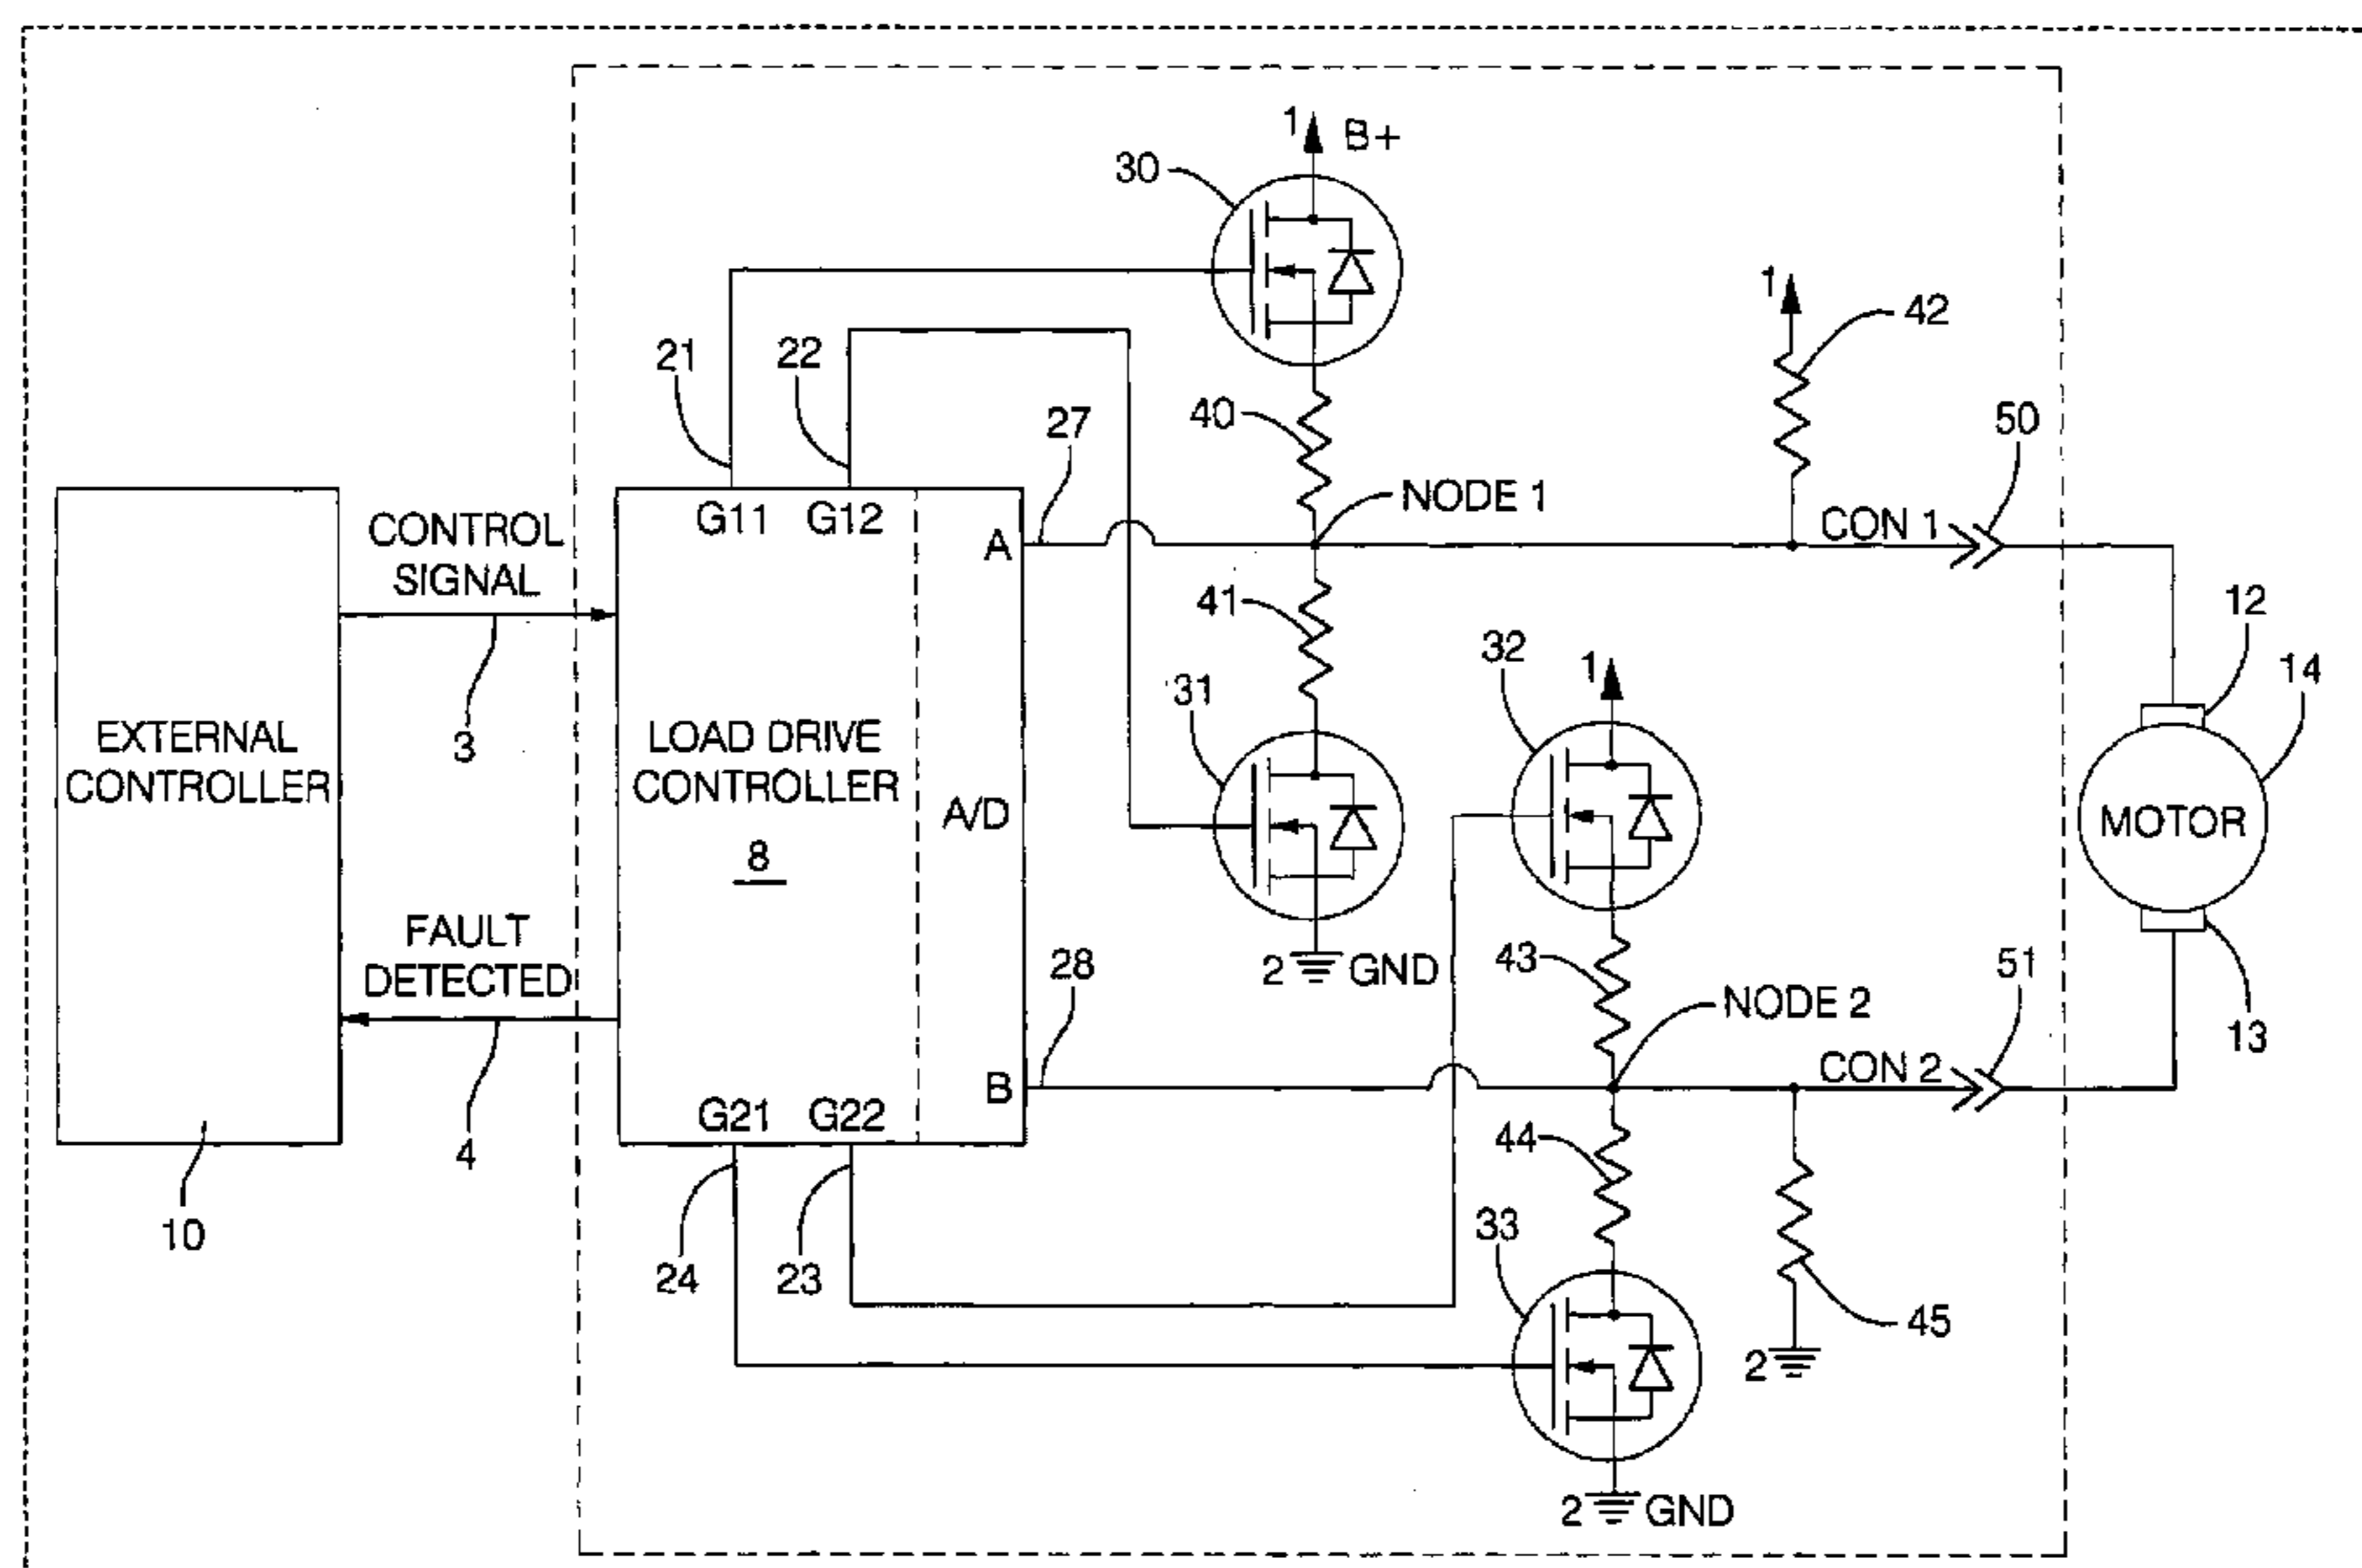 1 B+
30
1
42
21
22
40
27
50
NODE 1
G11 G12
CONTROL
SIGNAL
A
CON 1
41
12
3
32
1
14
31
EXTERNAL
CONTROLLER
LOAD DRIVE
CONTROLLER
8
A/D
MOTOR
FAULT
DETECTED
2 GND
28
43
51
NODE 2
13
4
G21 G22
B
CON 2
44
10
24
23
33
45
2
2 GND